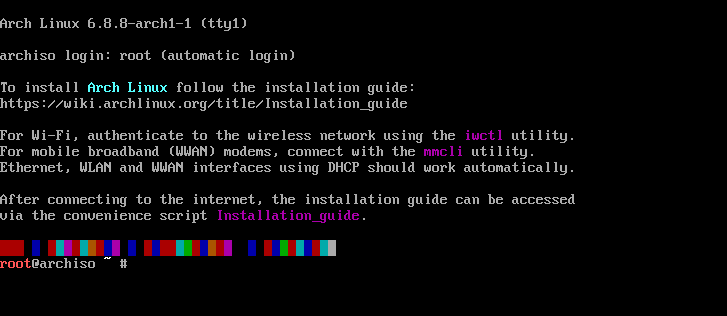 Arch Linux 6.8.8-arch1-1 (tty1)
archiso login: root (automatic login)
To install Arch Linux follow the installation guide:
https://wiki.archlinux.org/title/Installation_guide
For Wi-Fi, authenticate to the wireless network using the iwctl utility.
For mobile broadband (WWAN) modems, connect with the mmcli utility.
Ethernet, WLAN and WWAN interfaces using DHCP should work automatically.
After connecting to the internet, the installation guide can be accessed
via the convenience script Installation_guide.
root@archiso ~ #